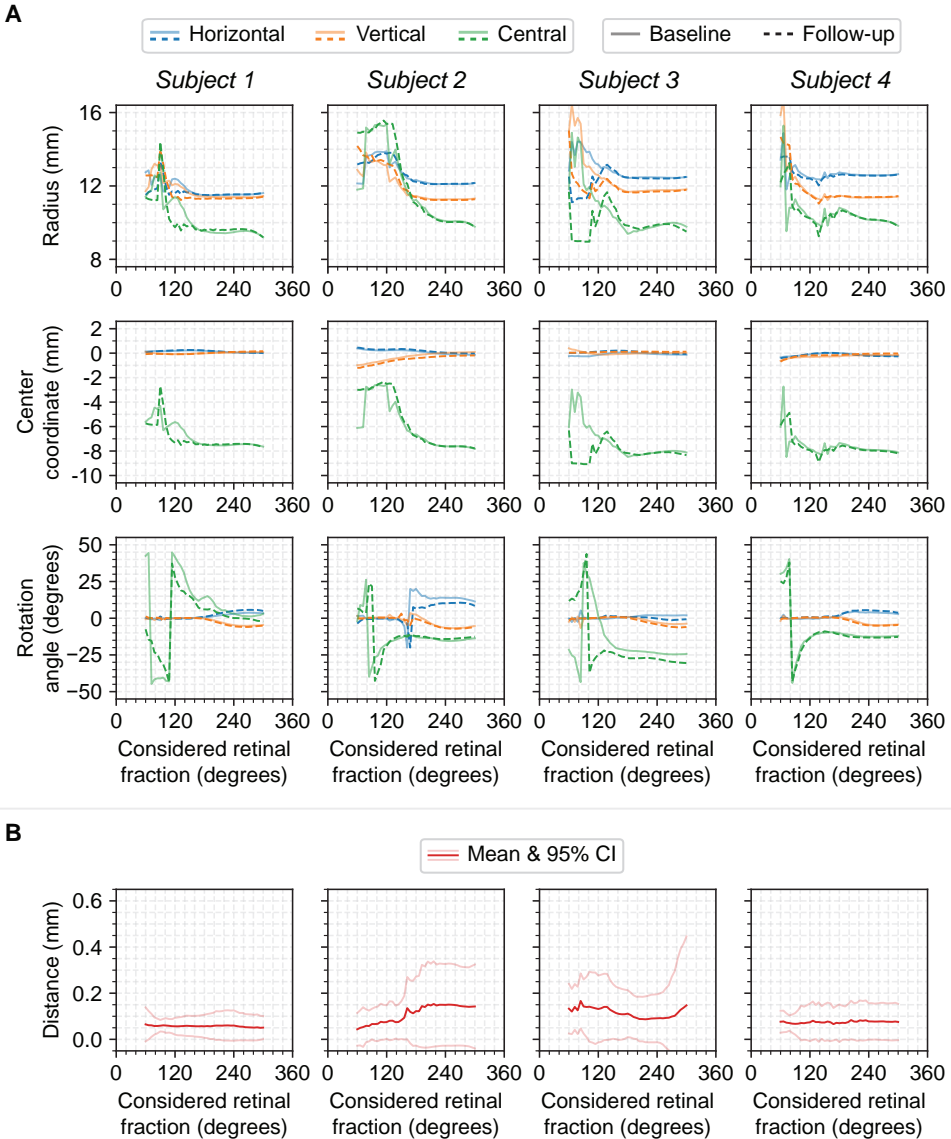 A
Horizontal Vertical Central Baseline Follow-up
Subject 1 Subject 2 Subject 3 Subject 4
Radius (mm)
16
12
8
0 120 240 360 0 120 240 360 0 120 240 360 0 120 240 360
Center
coordinate (mm)
2
0
-2
-4
-6
-8
-10
0 120 240 360 0 120 240 360 0 120 240 360 0 120 240 360
Rotation
angle (degrees)
50
25
0
−25
−50
0 120 240 360 0 120 240 360 0 120 240 360 0 120 240 360
Considered retinal Considered retinal Considered retinal Considered retinal
fraction (degrees) fraction (degrees) fraction (degrees) fraction (degrees)
B
Mean & 95% CI
Distance (mm)
0.6
0.4
0.2
0.0
0 120 240 360 0 120 240 360 0 120 240 360 0 120 240 360
Considered retinal Considered retinal Considered retinal Considered retinal
fraction (degrees) fraction (degrees) fraction (degrees) fraction (degrees)